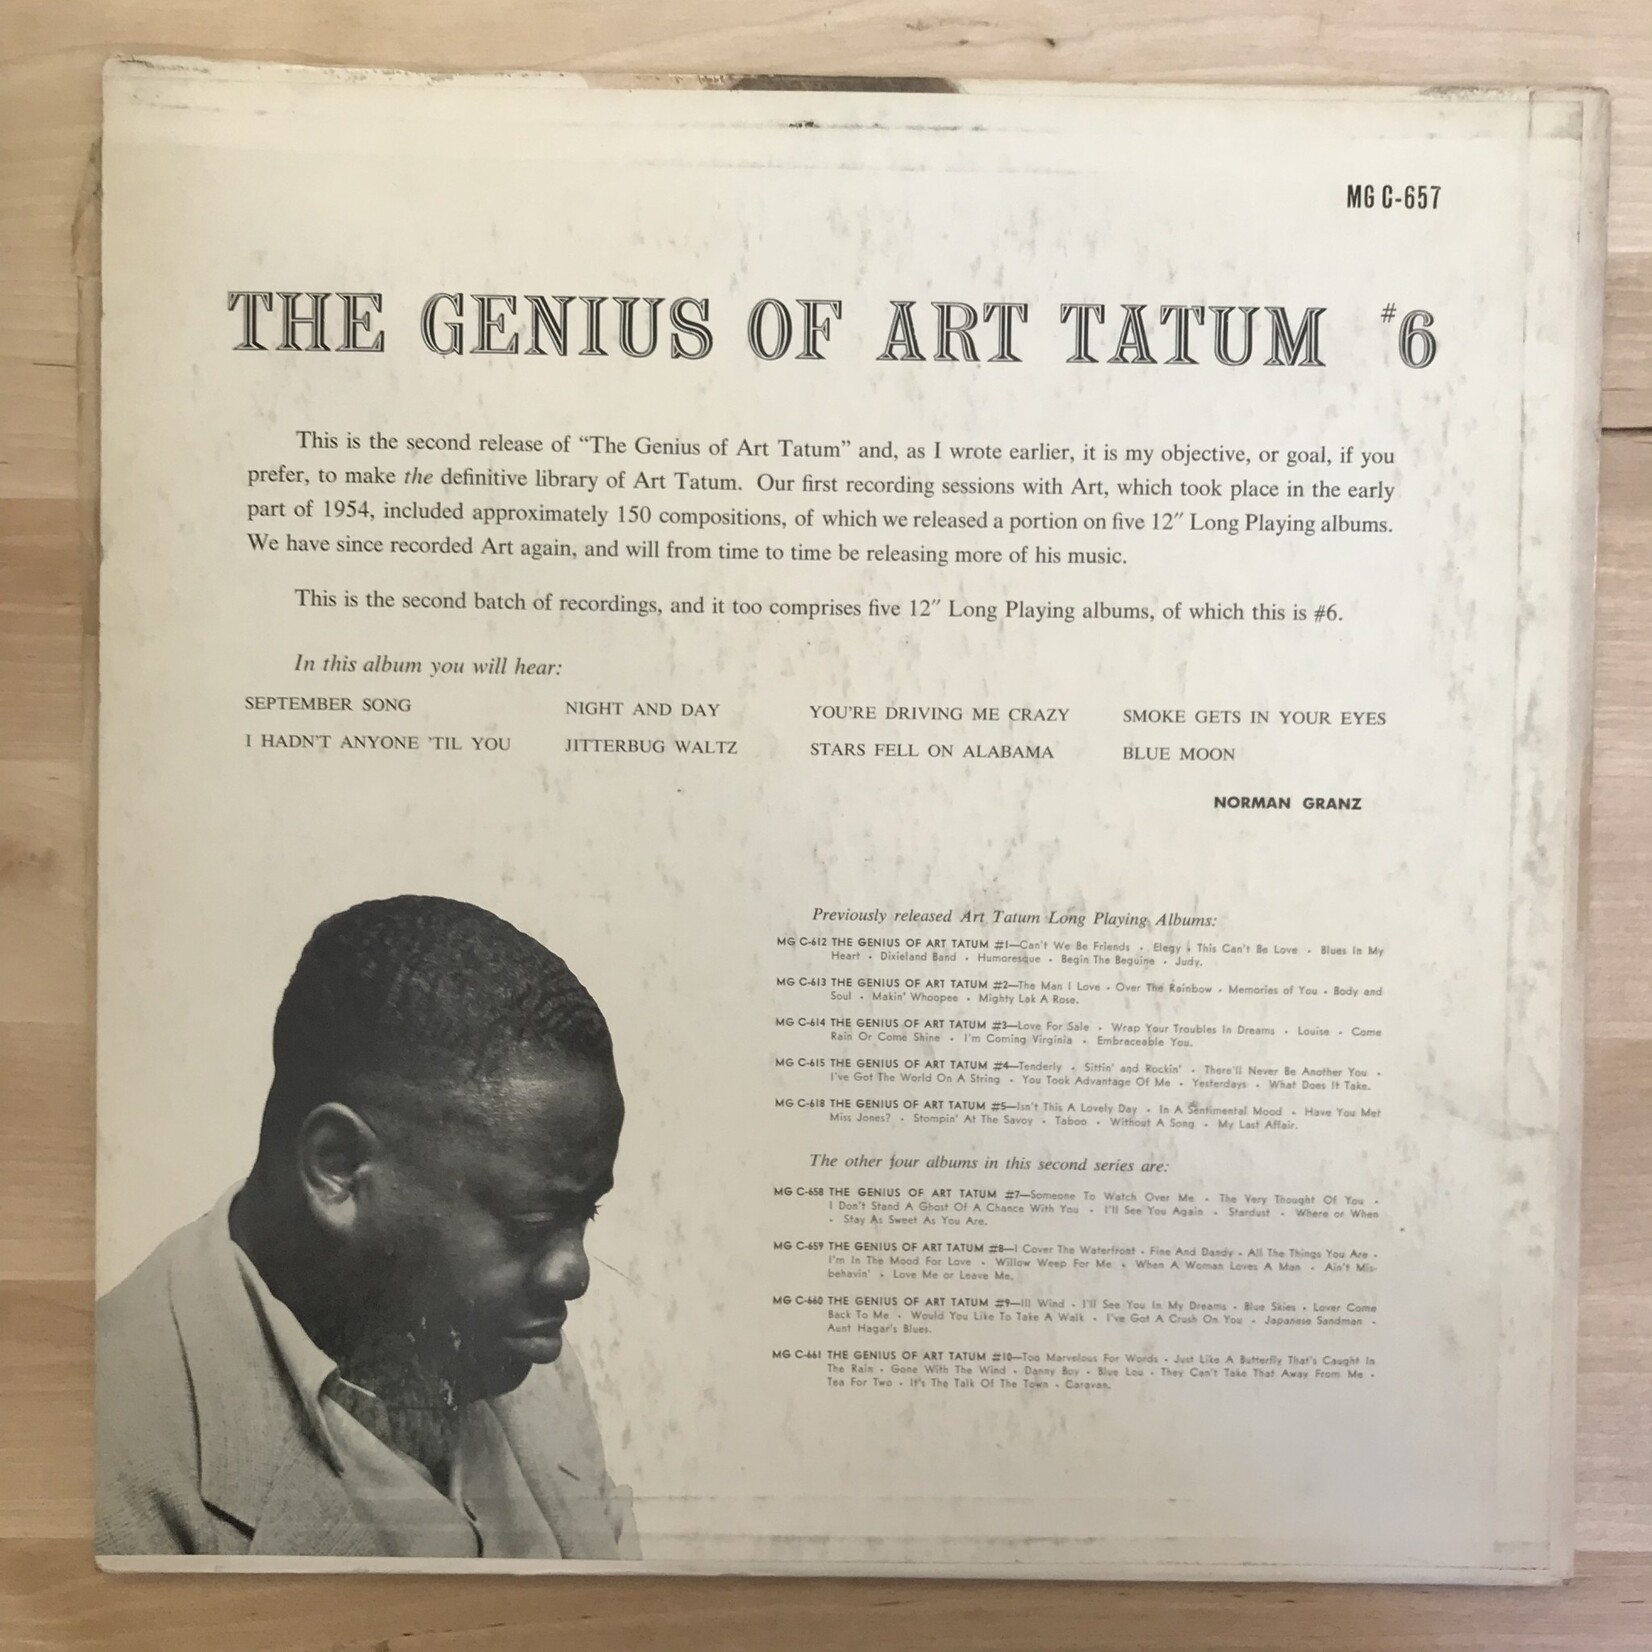 MG C-657
THE GENIUS OF ART TATUM #6
This is the second release of “The Genius of Art Tatum” and, as I wrote earlier, it is my objective, or goal, if you
prefer, to make the definitive library of Art Tatum. Our first recording sessions with Art, which took place in the early
part of 1954, included approximately 150 compositions, of which we released a portion on five 12″ Long Playing albums.
We have since recorded Art again, and will from time to time be releasing more of his music.
This is the second batch of recordings, and it too comprises five 12″ Long Playing albums, of which this is #6.
In this album you will hear:
SEPTEMBER SONG NIGHT AND DAY YOU'RE DRIVING ME CRAZY SMOKE GETS IN YOUR EYES
I HADN'T ANYONE 'TIL YOU JITTERBUG WALTZ STARS FELL ON ALABAMA BLUE MOON
NORMAN GRANZ
Previously released Art Tatum Long Playing Albums:
MG C-612 THE GENIUS OF ART TATUM #1—Can't We Be Friends • Elegy • This Can't Be Love • Blues In My
Heart • Dixieland Band • Humoresque • Begin The Beguine • Judy.
MG C-613 THE GENIUS OF ART TATUM #2—The Man I Love • Over The Rainbow • Memories of You • Body and
Soul • Makin' Whoopee • Mighty Lak A Rose.
MG C-614 THE GENIUS OF ART TATUM #3—Love For Sale • Wrap Your Troubles In Dreams • Louise • Come
Rain Or Come Shine • I'm Coming Virginia • Embraceable You.
MG C-615 THE GENIUS OF ART TATUM #4—Tenderly • Sittin' and Rockin' • There'll Never Be Another You •
I've Got The World On A String • You Took Advantage Of Me • Yesterdays • What Does It Take.
MG C-618 THE GENIUS OF ART TATUM #5—Isn't This A Lovely Day • In A Sentimental Mood • Have You Met
Miss Jones? • Stompin' At The Savoy • Taboo • Without A Song • My Last Affair.
The other four albums in this second series are:
MG C-658 THE GENIUS OF ART TATUM #7—Someone To Watch Over Me • The Very Thought Of You •
I Don't Stand A Ghost Of A Chance With You • I'll See You Again • Stardust • Where or When
• Stay As Sweet As You Are.
MG C-659 THE GENIUS OF ART TATUM #8—I Cover The Waterfront • Fine And Dandy • All The Things You Are •
I'm In The Mood For Love • Willow Weep For Me • When A Woman Loves A Man • Ain't Mis-
behavin' • Love Me or Leave Me.
MG C-660 THE GENIUS OF ART TATUM #9—Ill Wind • I'll See You In My Dreams • Blue Skies • Lover Come
Back To Me • Would You Like To Take A Walk • I've Got A Crush On You • Japanese Sandman •
Aunt Hagar's Blues.
MG C-661 THE GENIUS OF ART TATUM #10—Too Marvelous For Words • Just Like A Butterfly That's Caught In
The Rain • Gone With The Wind • Danny Boy • Blue Lou • They Can't Take That Away From Me •
Tea For Two • It's The Talk Of The Town • Caravan.